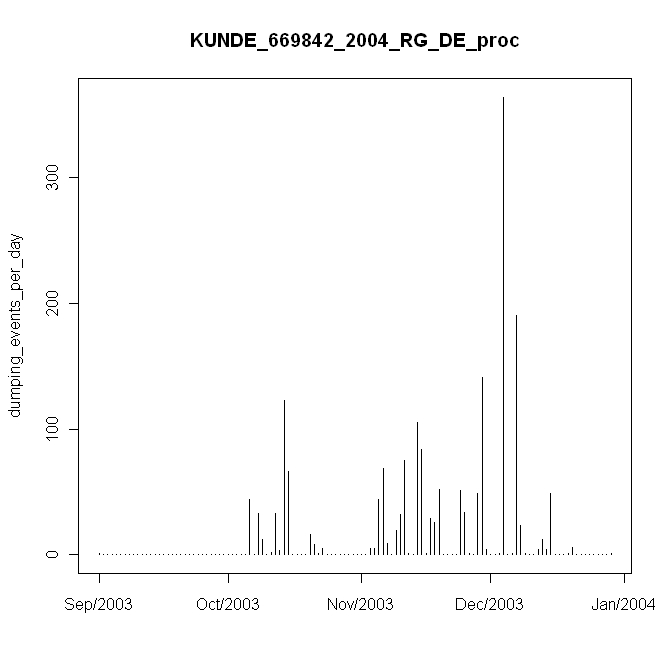 KUNDE_669842_2004_RG_DE_proc
dumping_events_per_day
300
200
100
0
Sep/2003 Oct/2003 Nov/2003 Dec/2003 Jan/2004